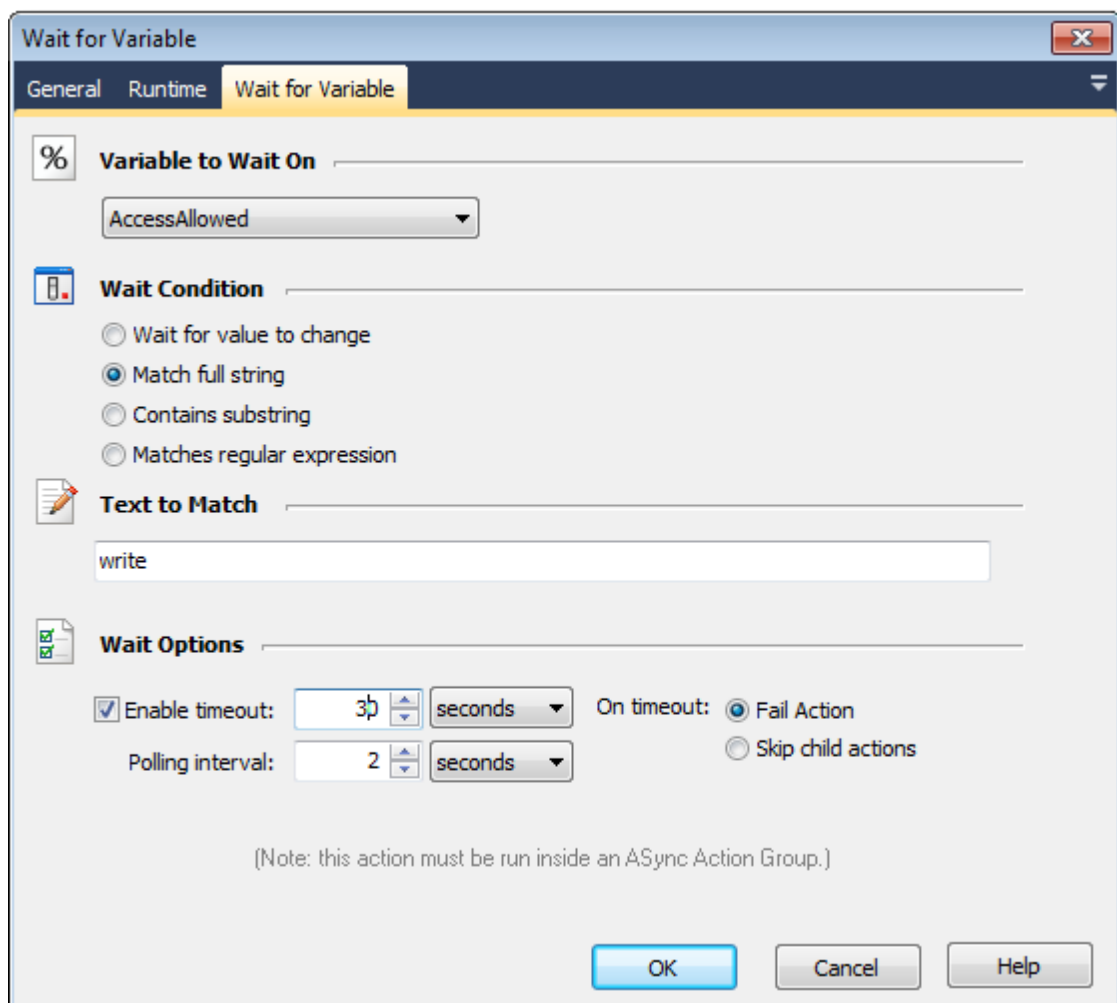 Wait for Variable
General Runtime Wait for Variable
% Variable to Wait On
AccessAllowed
Wait Condition
Wait for value to change
Match full string
Contains substring
Matches regular expression
Text to Match
write
Wait Options
Enable timeout: 30 seconds On timeout: Fail Action
Polling interval: 2 seconds Skip child actions
(Note: this action must be run inside an ASync Action Group.)
OK Cancel Help